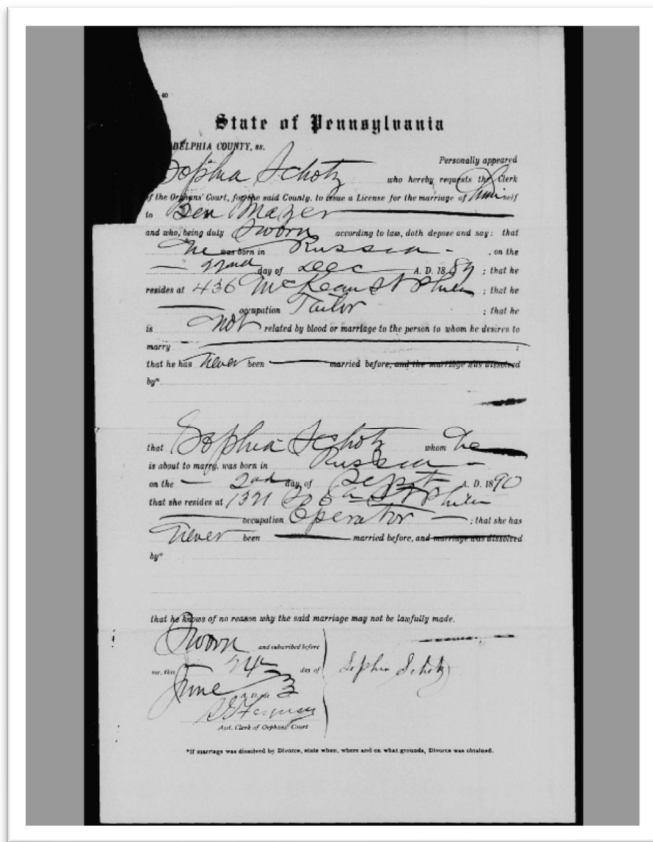 State of Pennsylvania
DELPHIA COUNTY, ss.
Personally appeared
Sophia Schotz who hereby requests the Clerk
of the Orphans' Court, for the said County, to issue a License for the marriage of
to Ben Mazer
and who, being duly Sworn according to law, doth depose and say: that
he was born in Russia, on the
22nd day of Dec A. D. 1889; that he
resides at 436 McKean St Phila; that he
occupation Tailor; that he
is Not related by blood or marriage to the person to whom he desires to
marry;
that he has Never been married before, and the marriage was dissolved
by*
that Sophia Schotz whom he
is about to marry, was born in Russia
on the 2nd day of Sept A. D. 1890
that she resides at 1321 So 6th St Phila
occupation Operator; that she has
Never been married before, and marriage was dissolved
by*
that he knows of no reason why the said marriage may not be lawfully made.
Sworn and subscribed before
me, this 24th day of
June
Sophia Schotz
Asst. Clerk of Orphans' Court
*If marriage was dissolved by Divorce, state when, where and on what grounds, Divorce was obtained.